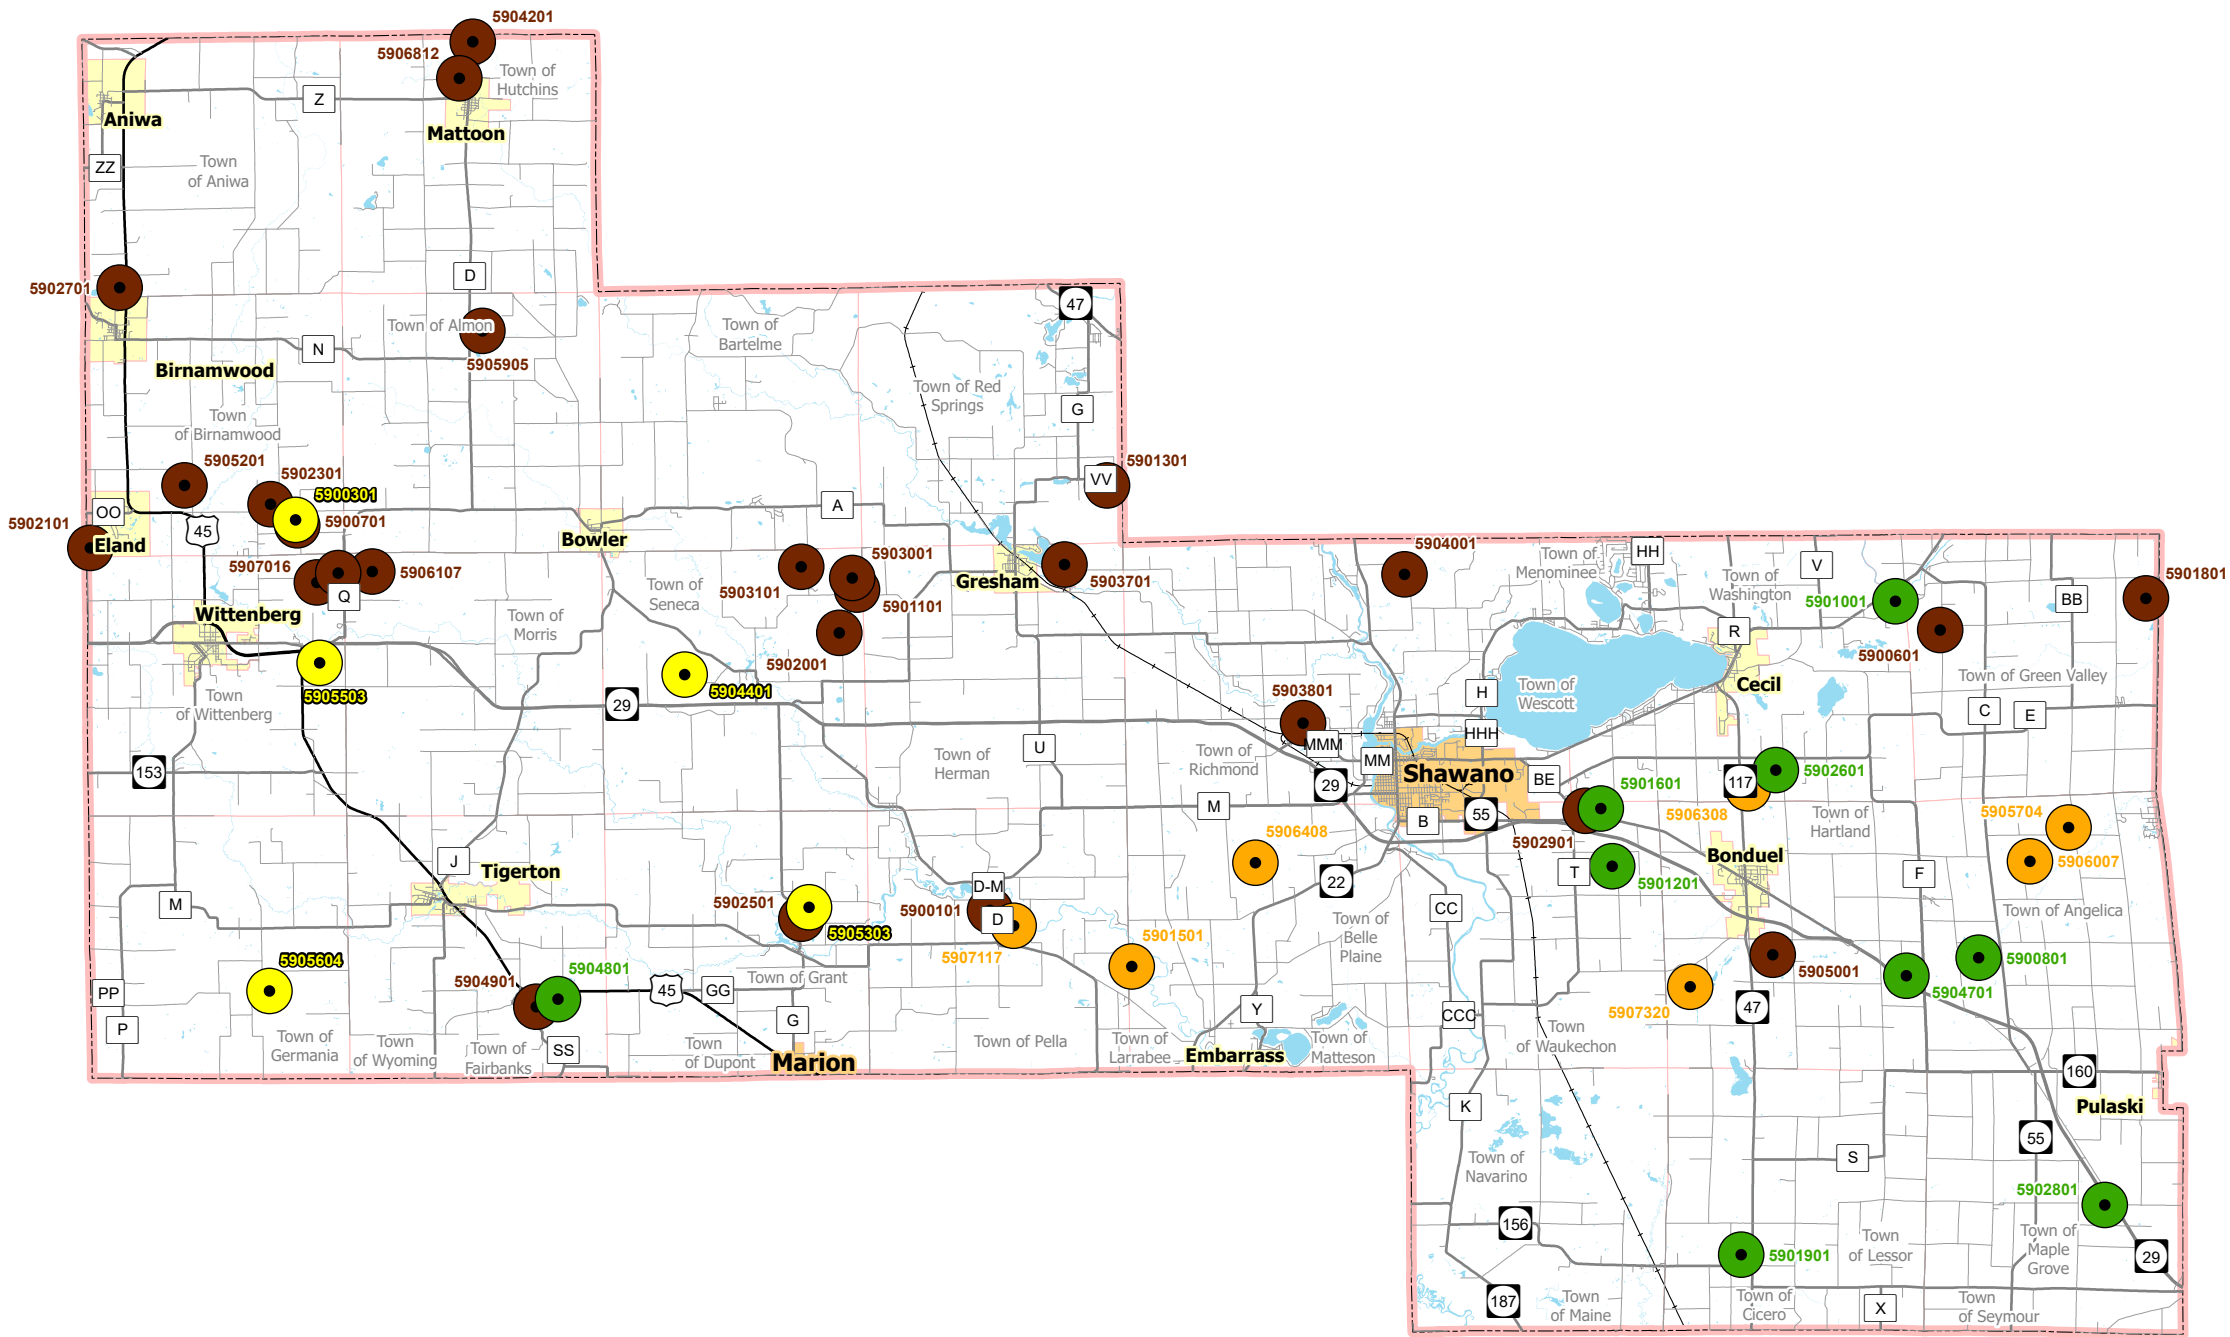 5904201
5906812
Town of
Hutchins
Z
Aniwa
Mattoon
ZZ
Town
of Aniwa
D
5902701
47
Town of Almon
Town of
Bartelme
N
5905905
Birnamwood
Town of Red
Springs
G
Town
of Birnamwood
5905201
5902301
5900301
5901301
VV
OO
A
5902101
45
5900701
Eland
Bowler
5904001
HH
Town of
Menominee
5907016
5906107
5903001
Gresham
5903701
V
Town of
Washington
5901801
Q
Town of
Seneca
5903101
5901101
5901001
BB
Wittenberg
Town of
Morris
R
5900601
5902001
5905503
5904401
Town of Green Valley
Cecil
Town
of Wittenberg
29
5903801
H
Town of
Wescott
C
E
HHH
MMM
U
Town of
Herman
Town of
Richmond
MM
153
Shawano
BE
117
5902601
29
5901601
M
5906308
Town of
Hartland
5905704
B
55
5906408
5902901
5906007
J
Tigerton
Bonduel
22
T
5901201
F
D-M
M
5902501
5905303
5900101
D
CC
Town of Angelica
Town of
Belle
Plaine
5901501
5907117
5905604
5904901
5904801
Town of Grant
5905001
5900801
PP
45
GG
5904701
5907320
47
P
G
Y
CCC
Town of
Germania
Town
of Wyoming
Town of
Fairbanks
SS
Town
of Dupont
Marion
Town of Pella
Town of
Larrabee
Embarrass
Town of
Matteson
Town
of Waukechon
160
K
Pulaski
55
Town of
Navarino
S
5902801
156
Town
of Lessor
Town of
Maple
Grove
5901901
29
187
Town
of Maine
Town of
Cicero
X
Town
of Seymour